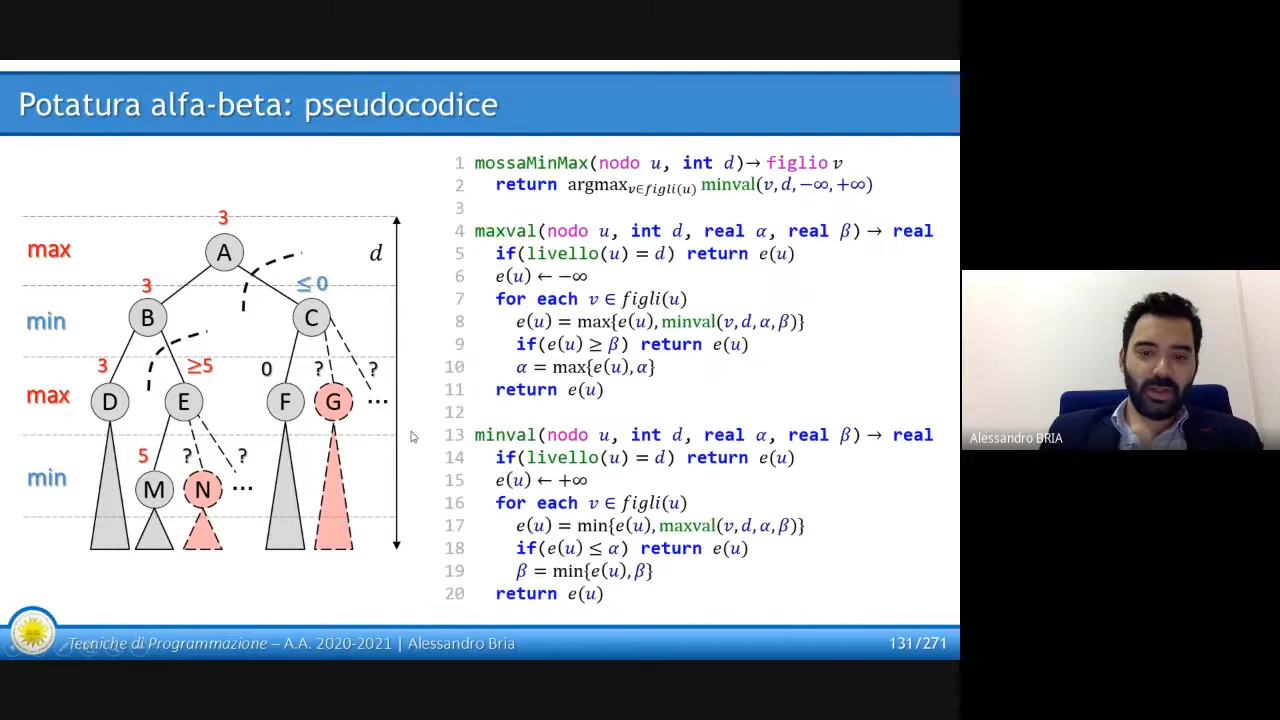 Potatura alfa-beta: pseudocodice
3
max
A
d
3
≤ 0
min
B
C
3
≥5
0
?
?
max
D
E
F
G
...
5
?
?
min
M
N
...
1 mossaMinMax(nodo u, int d)→ figlio v
2 return argmax v∈figli(u) minval(v, d, −∞, +∞)
3
4 maxval(nodo u, int d, real α, real β) → real
5 if(livello(u) = d) return e(u)
6 e(u) ← −∞
7 for each v ∈ figli(u)
8 e(u) = max{e(u), minval(v, d, α, β)}
9 if(e(u) ≥ β) return e(u)
10 α = max{e(u), α}
11 return e(u)
12
13 minval(nodo u, int d, real α, real β) → real
14 if(livello(u) = d) return e(u)
15 e(u) ← +∞
16 for each v ∈ figli(u)
17 e(u) = min{e(u), maxval(v, d, α, β)}
18 if(e(u) ≤ α) return e(u)
19 β = min{e(u), β}
20 return e(u)
Alessandro BRIA
Tecniche di Programmazione – A.A. 2020-2021 | Alessandro Bria
131/271